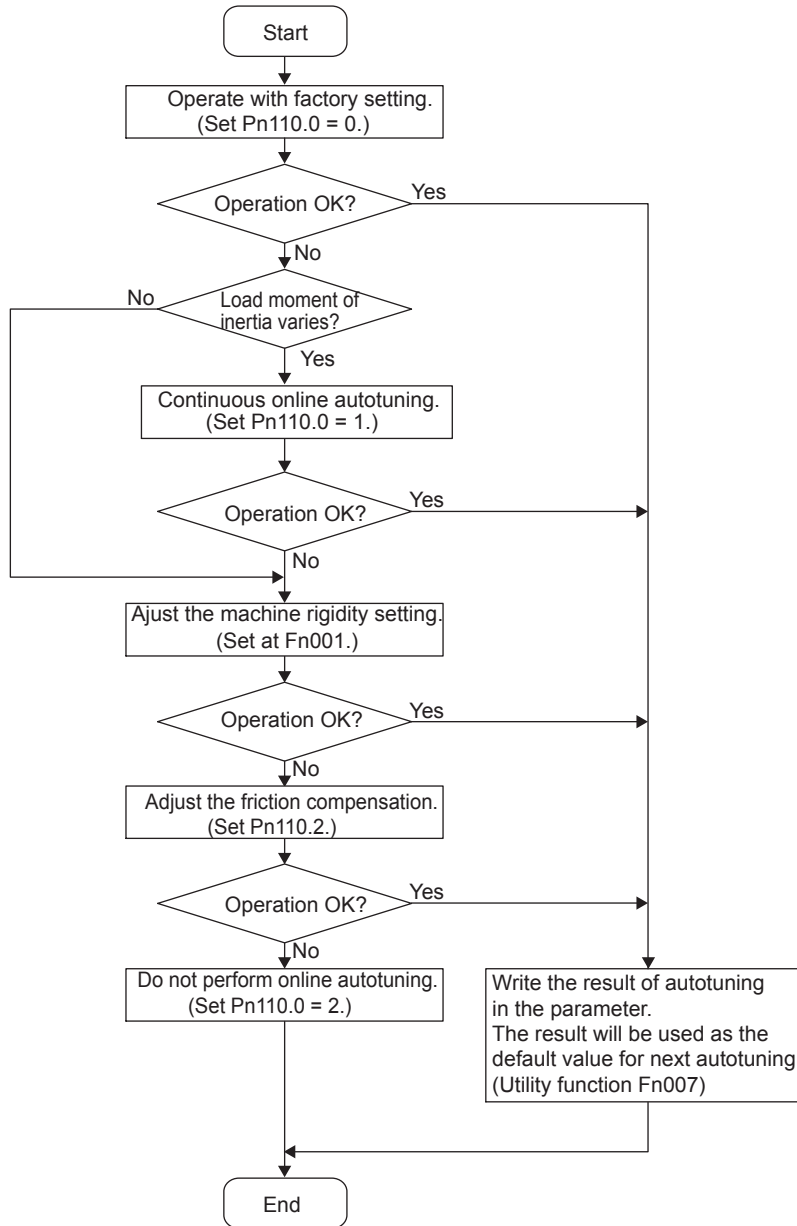 Start
Operate with factory setting.
(Set Pn110.0 = 0.)
Operation OK?
Yes
No
Load moment of
inertia varies?
No
Yes
Continuous online autotuning.
(Set Pn110.0 = 1.)
Operation OK?
Yes
No
Ajust the machine rigidity setting.
(Set at Fn001.)
Operation OK?
Yes
No
Adjust the friction compensation.
(Set Pn110.2.)
Operation OK?
Yes
No
Do not perform online autotuning.
(Set Pn110.0 = 2.)
Write the result of autotuning
in the parameter.
The result will be used as the
default value for next autotuning
(Utility function Fn007)
End